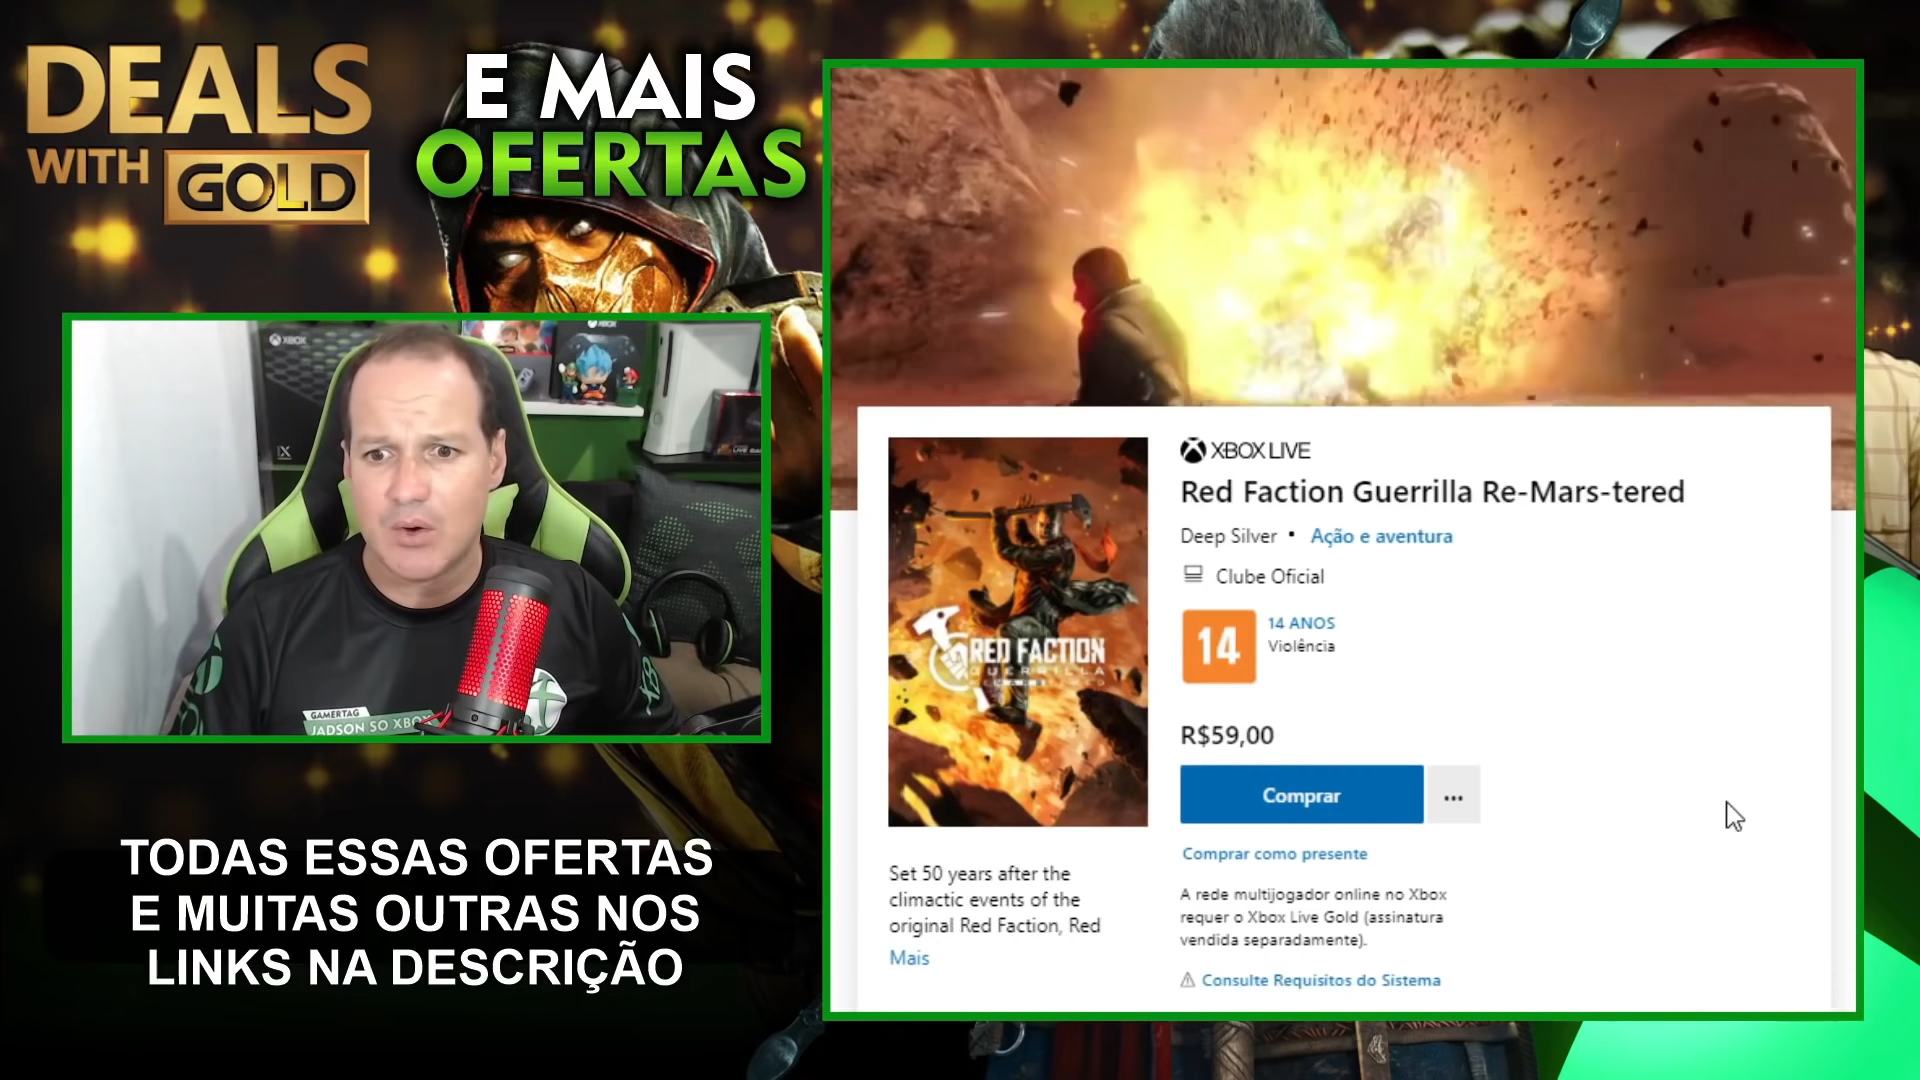 DEALS
WITH GOLD
E MAIS
OFERTAS
XBOX
XBOX
X
GAMERTAG
JADSON SO XBOX
TODAS ESSAS OFERTAS
E MUITAS OUTRAS NOS
LINKS NA DESCRIÇÃO
RED FACTION
GUERRILLA
Set 50 years after the
climactic events of the
original Red Faction, Red
Mais
XBOX LIVE
Red Faction Guerrilla Re-Mars-tered
Deep Silver • Ação e aventura
Clube Oficial
14
14 ANOS
Violência
R$59,00
Comprar
...
Comprar como presente
A rede multijogador online no Xbox
requer o Xbox Live Gold (assinatura
vendida separadamente).
Consulte Requisitos do Sistema